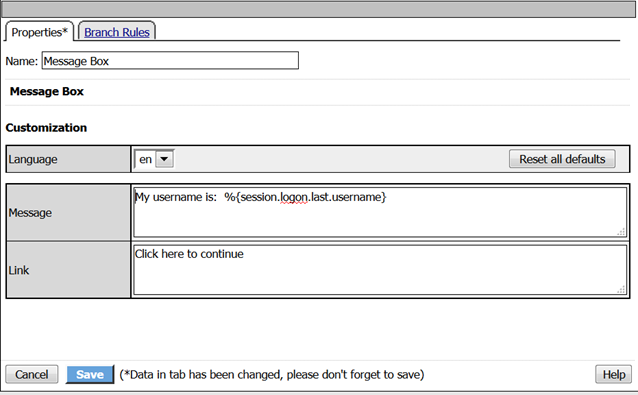 Properties* Branch Rules
Name: Message Box
Message Box
Customization
Language en Reset all defaults
Message My username is:  %{session.logon.last.username}
Link Click here to continue
Cancel Save (*Data in tab has been changed, please don't forget to save) Help